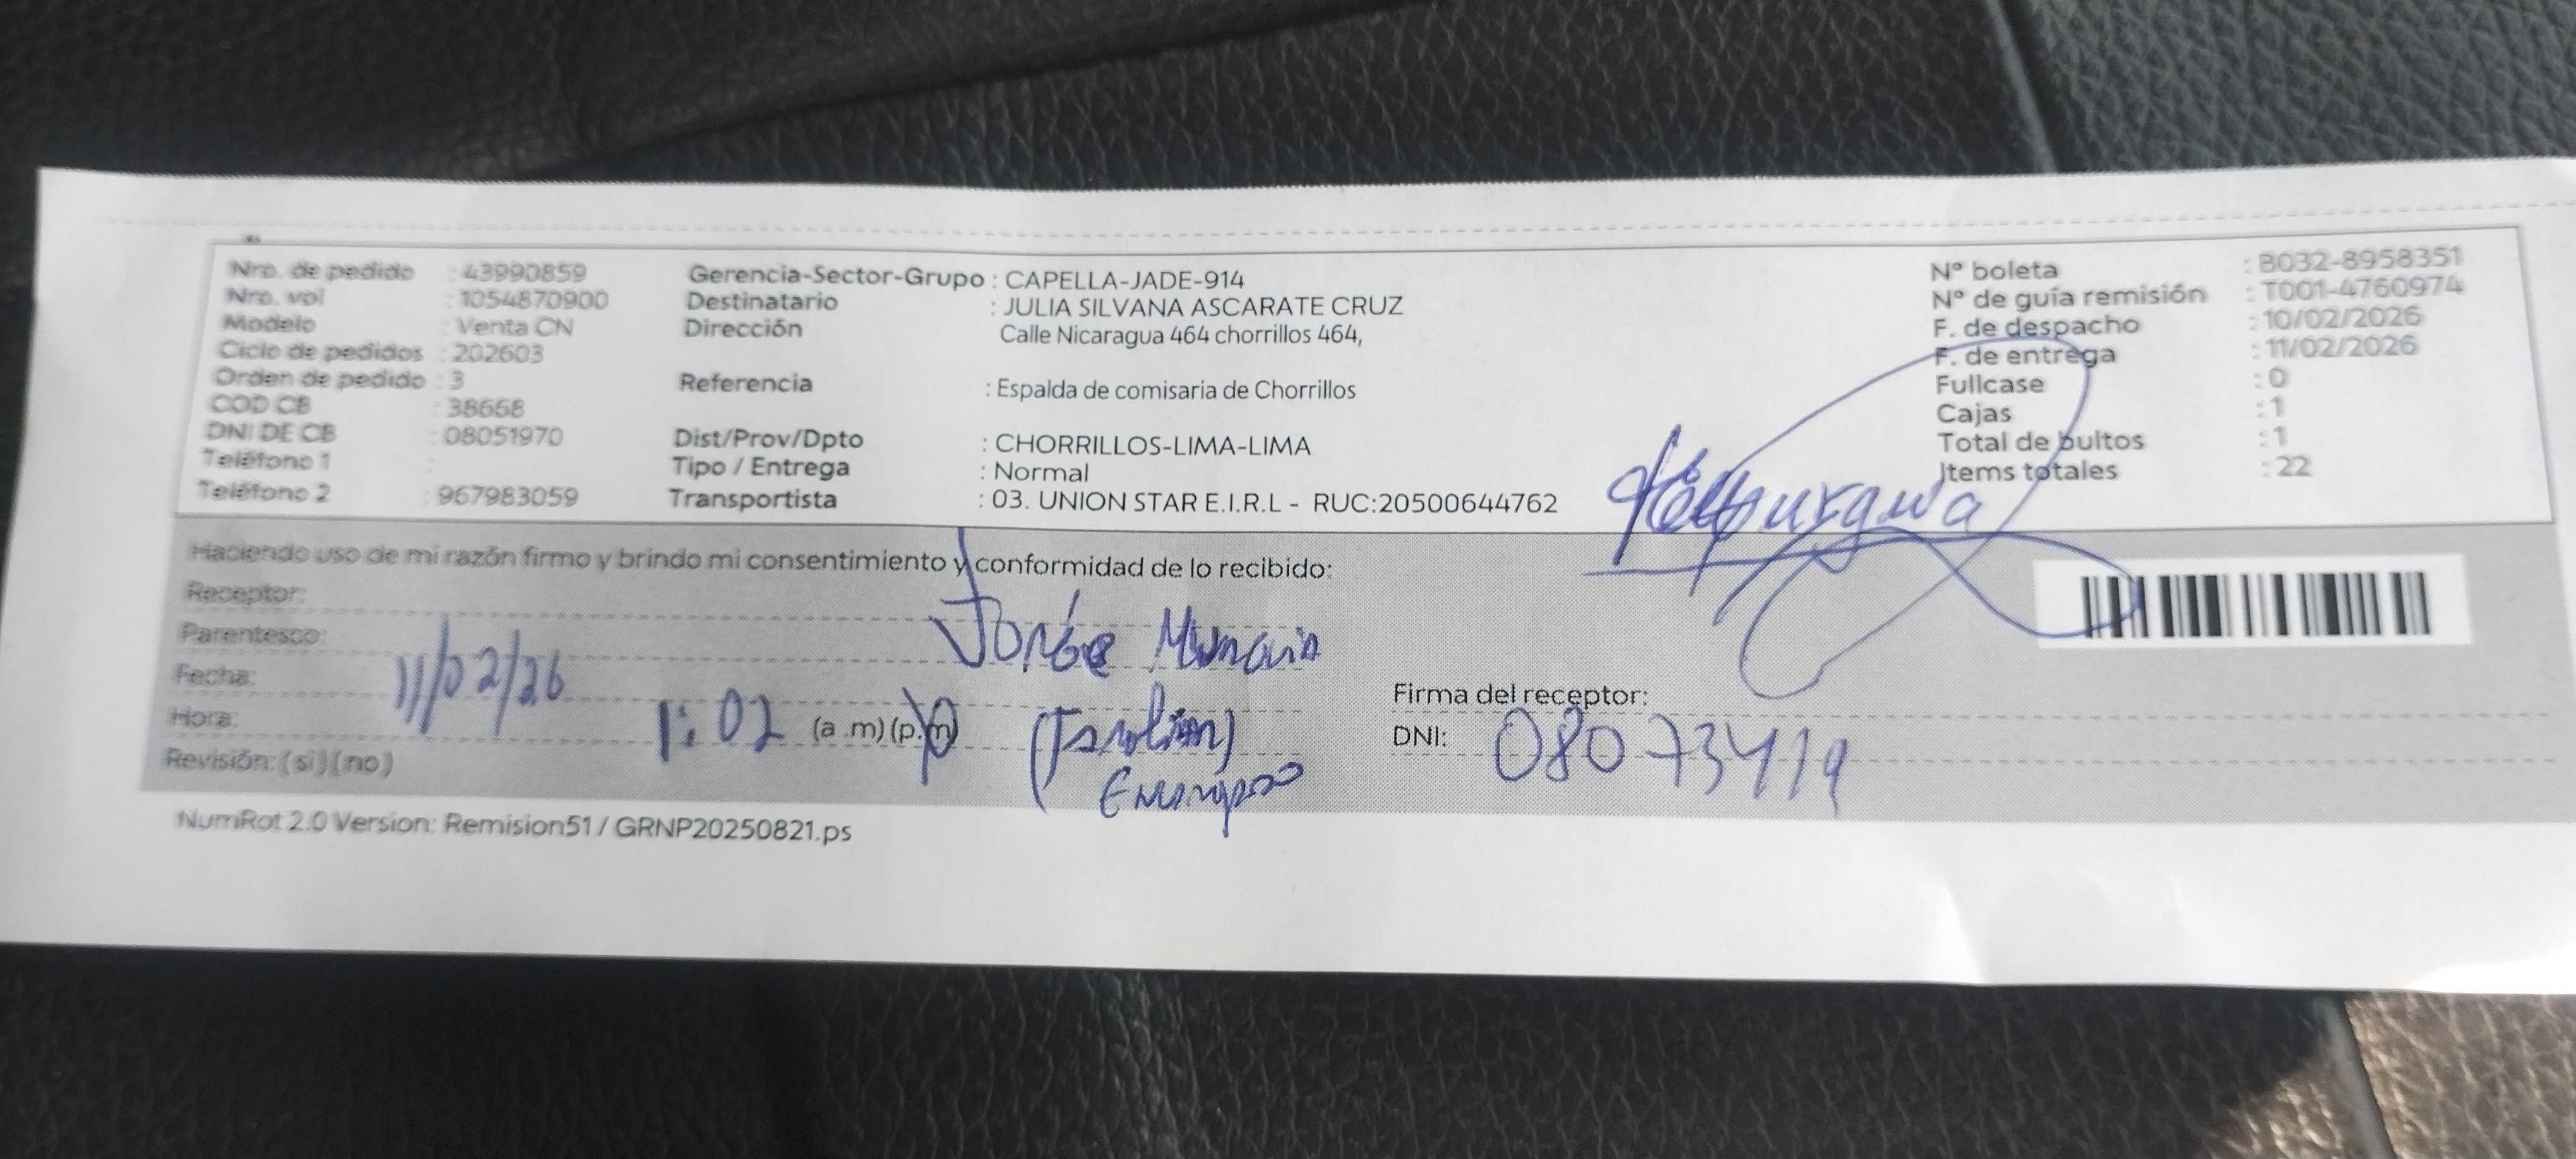 Nro. de pedido : 43990859
Nro. vol : 1054870900
Modelo : Venta CN
Ciclo de pedidos : 202603
Orden de pedido : 3
COD CB : 38668
DNI DE CB : 08051970
Teléfono 1 :
Teléfono 2 : 967983059
Gerencia-Sector-Grupo : CAPELLA-JADE-914
Destinatario : JULIA SILVANA ASCARATE CRUZ
Dirección Calle Nicaragua 464 chorrillos 464,
Referencia : Espalda de comisaria de Chorrillos
Dist/Prov/Dpto : CHORRILLOS-LIMA-LIMA
Tipo / Entrega : Normal
Transportista : 03. UNION STAR E.I.R.L - RUC:20500644762
N° boleta : B032-8958351
N° de guía remisión : T001-4760974
F. de despacho : 10/02/2026
F. de entrega : 11/02/2026
Fullcase : 0
Cajas : 1
Total de bultos : 1
Items totales : 22
Haciendo uso de mi razón firmo y brindo mi consentimiento y conformidad de lo recibido:
Receptor:
Jorge
Parentesco:
Fecha: 11/02/26
Hora: 1:02 (a .m) (p.m)
Revisión: (si) (no)
Firma del receptor:
DNI: 08073419
NumRot 2.0 Version: Remision51 / GRNP20250821.ps